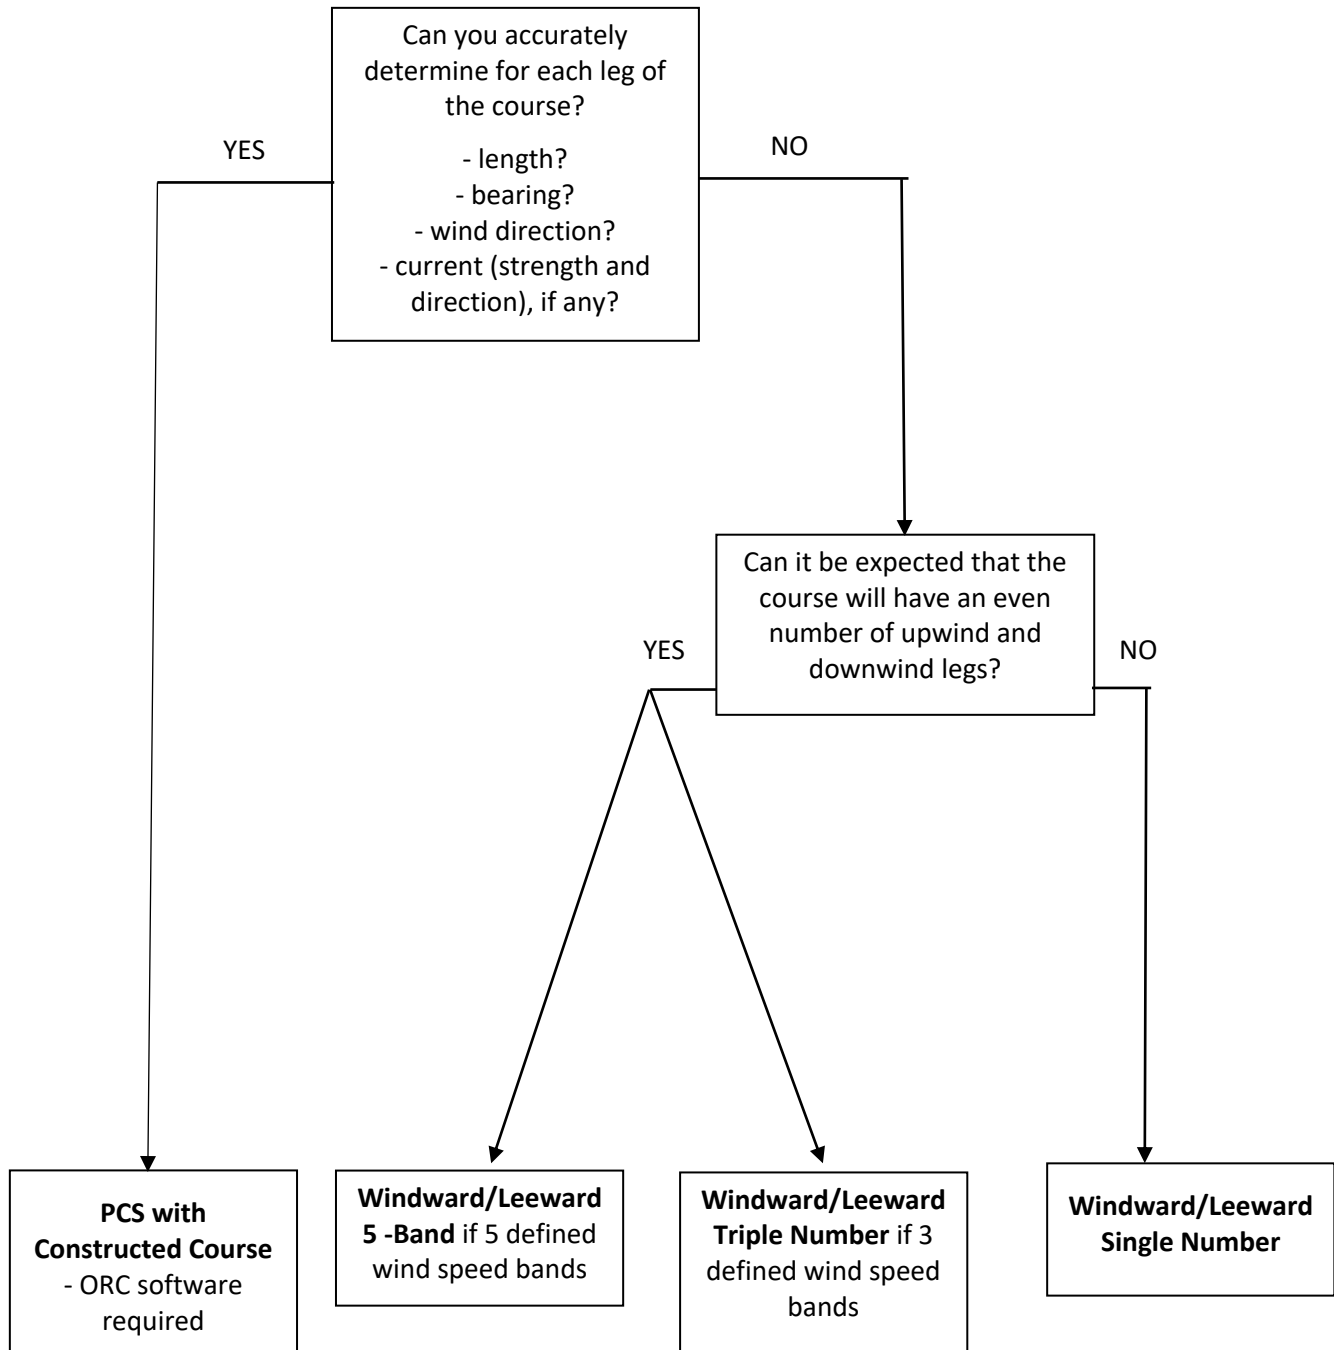 Can you accurately
determine for each leg of
the course?
- length?
- bearing?
- wind direction?
- current (strength and
direction), if any?
YES
NO
Can it be expected that the
course will have an even
number of upwind and
downwind legs?
YES
NO
PCS with
Constructed Course
- ORC software
required
Windward/Leeward
5 -Band if 5 defined
wind speed bands
Windward/Leeward
Triple Number if 3
defined wind speed
bands
Windward/Leeward
Single Number